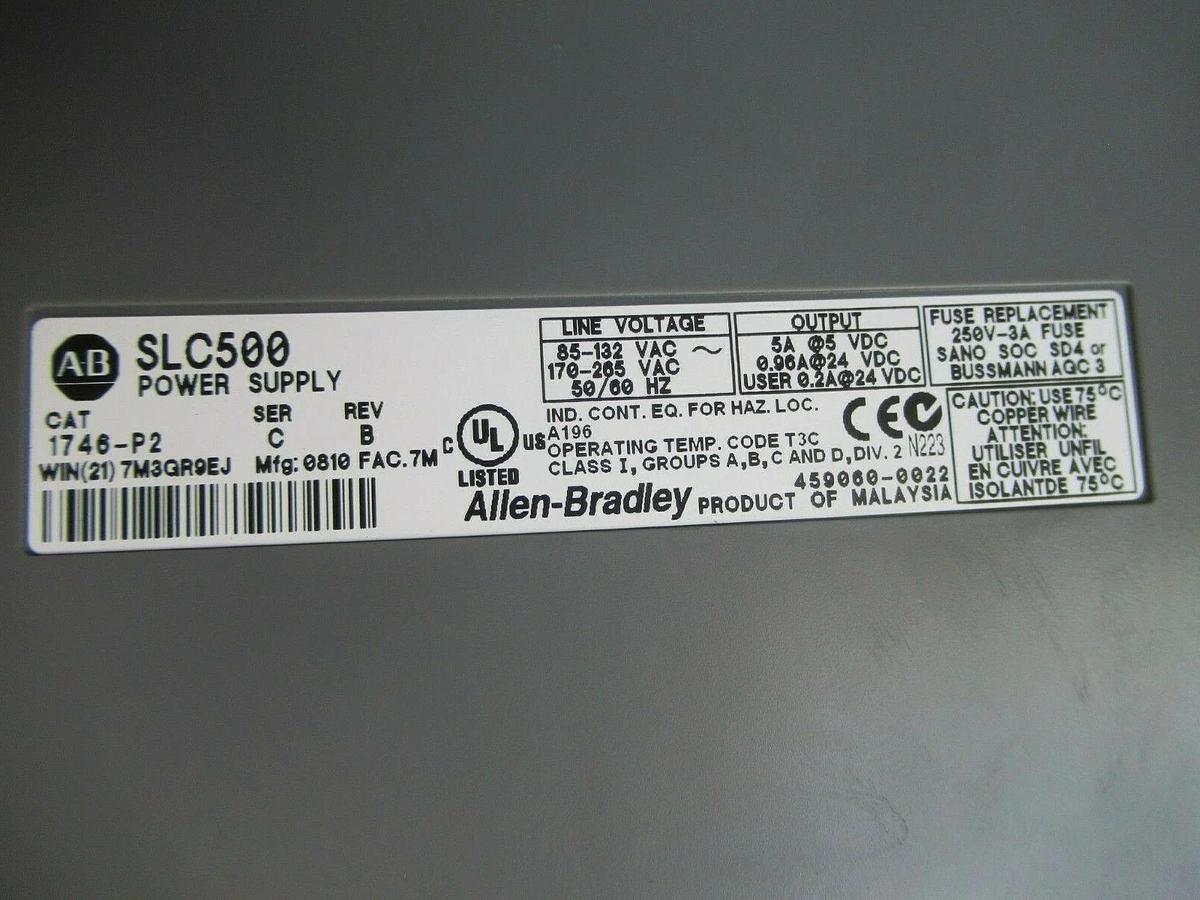 AB
SLC500
POWER SUPPLY
CAT SER REV
1746-P2 C B
WIN(21) 7M3QR9EJ Mfg: 0810 FAC. 7M
C UL US
LISTED
LINE VOLTAGE
85-132 VAC ~
170-265 VAC
50/60 HZ
OUTPUT
5A @5 VDC
0.96A@24 VDC
USER 0.2A@24 VDC
FUSE REPLACEMENT
250V-3A FUSE
SANO SOC SD4 or
BUSSMANN AGC 3
IND. CONT. EQ. FOR HAZ. LOC.
A196
OPERATING TEMP. CODE T3C
CLASS I, GROUPS A, B, C AND D, DIV. 2
CE
N223
459060-0022
Allen-Bradley PRODUCT OF MALAYSIA
CAUTION: USE 75°C
COPPER WIRE
ATTENTION:
UTILISER UNFIL
EN CUIVRE AVEC
ISOLANTDE 75°C